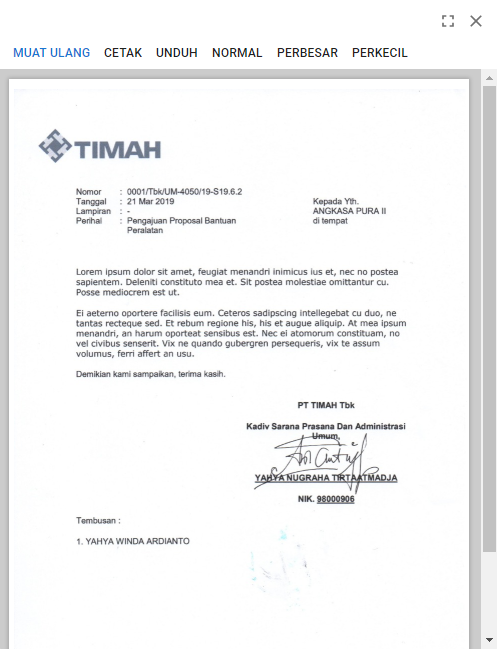 MUAT ULANG CETAK UNDUH NORMAL PERBESAR PERKECIL
TIMAH
Nomor : 0001/Tbk/UM-4050/19-S19.6.2
Tanggal : 21 Mar 2019
Lampiran : -
Perihal : Pengajuan Proposal Bantuan
Peralatan
Kepada Yth.
ANGKASA PURA II
di tempat
Lorem ipsum dolor sit amet, feugiat menandri inimicus ius et, nec no postea
sapientem. Deleniti constituto mea et. Sit postea molestiae omittantur cu.
Posse mediocrem est ut.
Ei aeterno oportere facilisis eum. Ceteros sadipscing intellegebat cu duo, ne
tantas recteque sed. Et rebum regione his, his et augue aliquip. At mea ipsum
menandri, an harum oporteat sensibus est. Nec ei atomorum constituam, no
vel civibus senserit. Vix ne quando gubergren persequeris, vix te assum
volumus, ferri affert an usu.
Demikian kami sampaikan, terima kasih.
PT TIMAH Tbk
Kadiv Sarana Prasana Dan Administrasi
Umum,
YAHYA NUGRAHA TIRTAATMADJA
NIK. 98000906
Tembusan :
1. YAHYA WINDA ARDIANTO